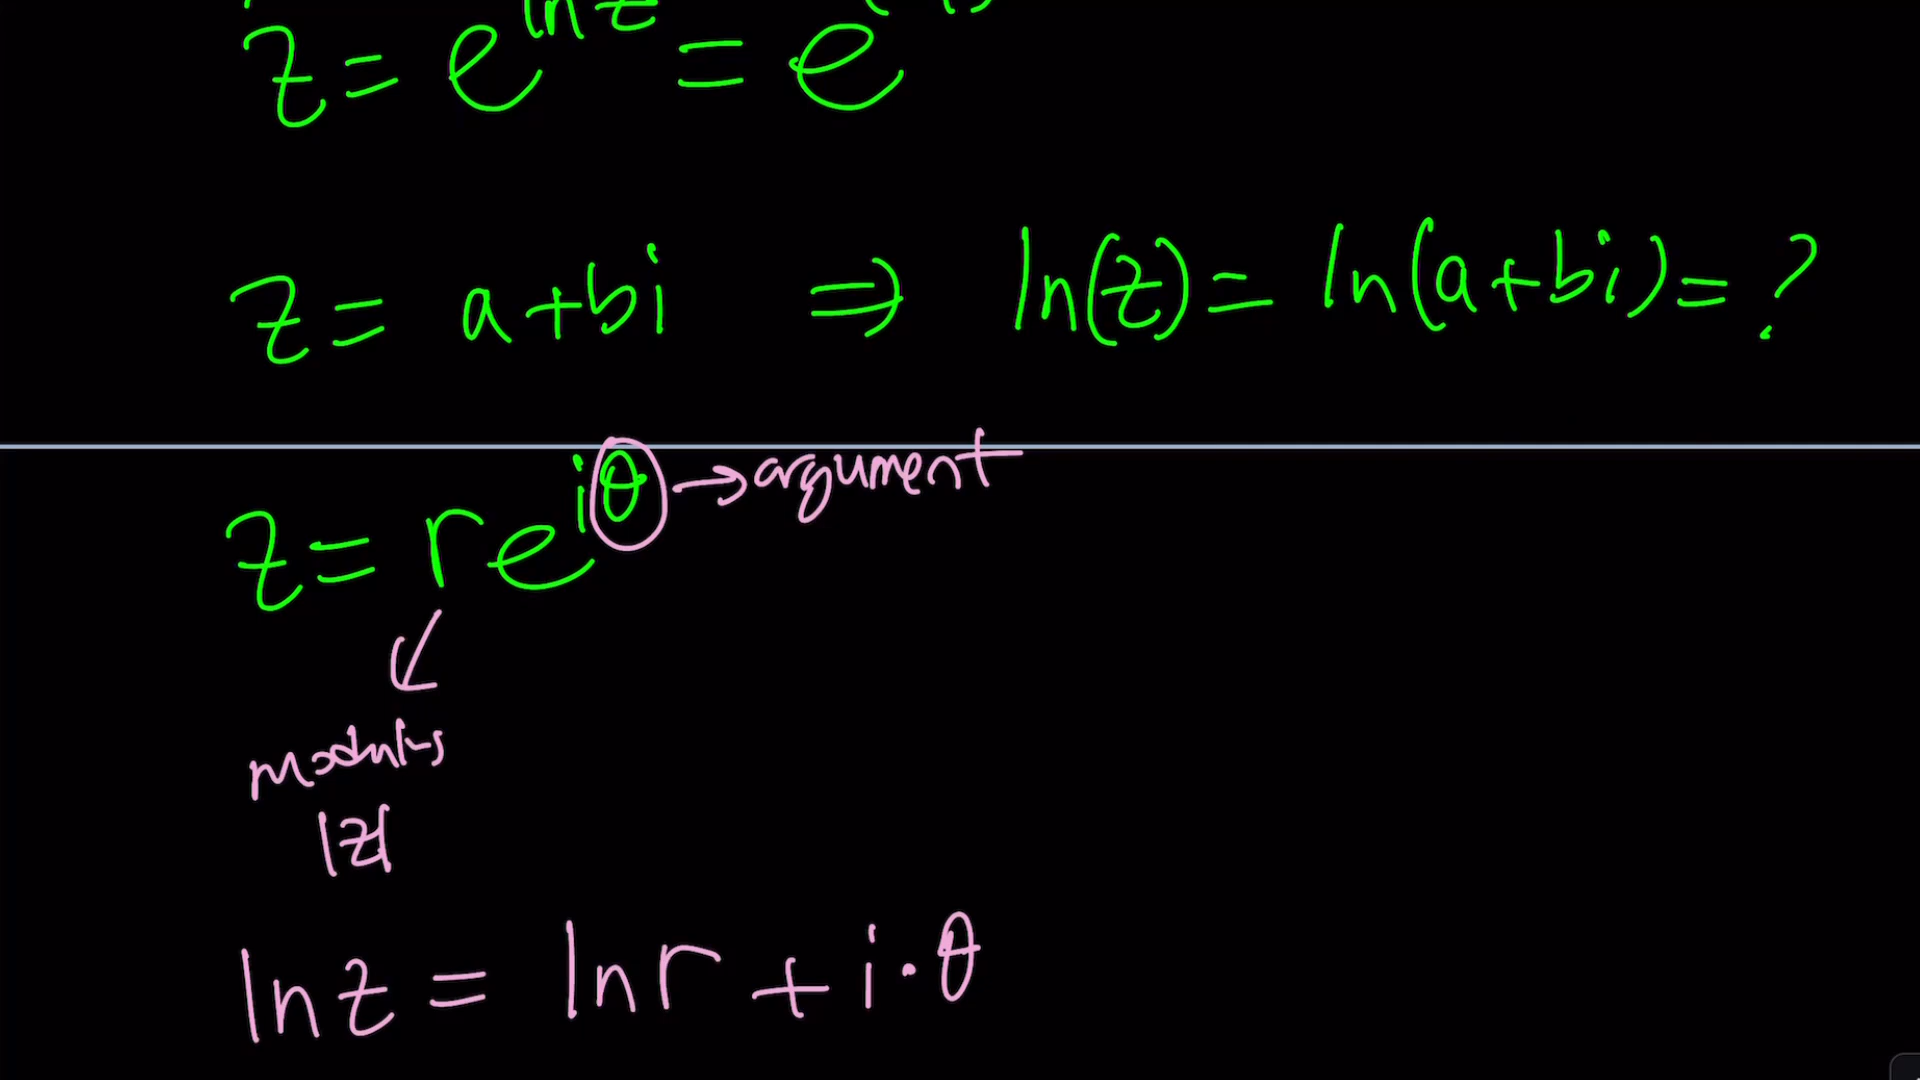 z = e^{ln z} = e
z = a+bi ⇒ ln(z) = ln(a+bi) = ?
z = re^{iθ} → argument
modulus
|z|
ln z = ln r + i·θ